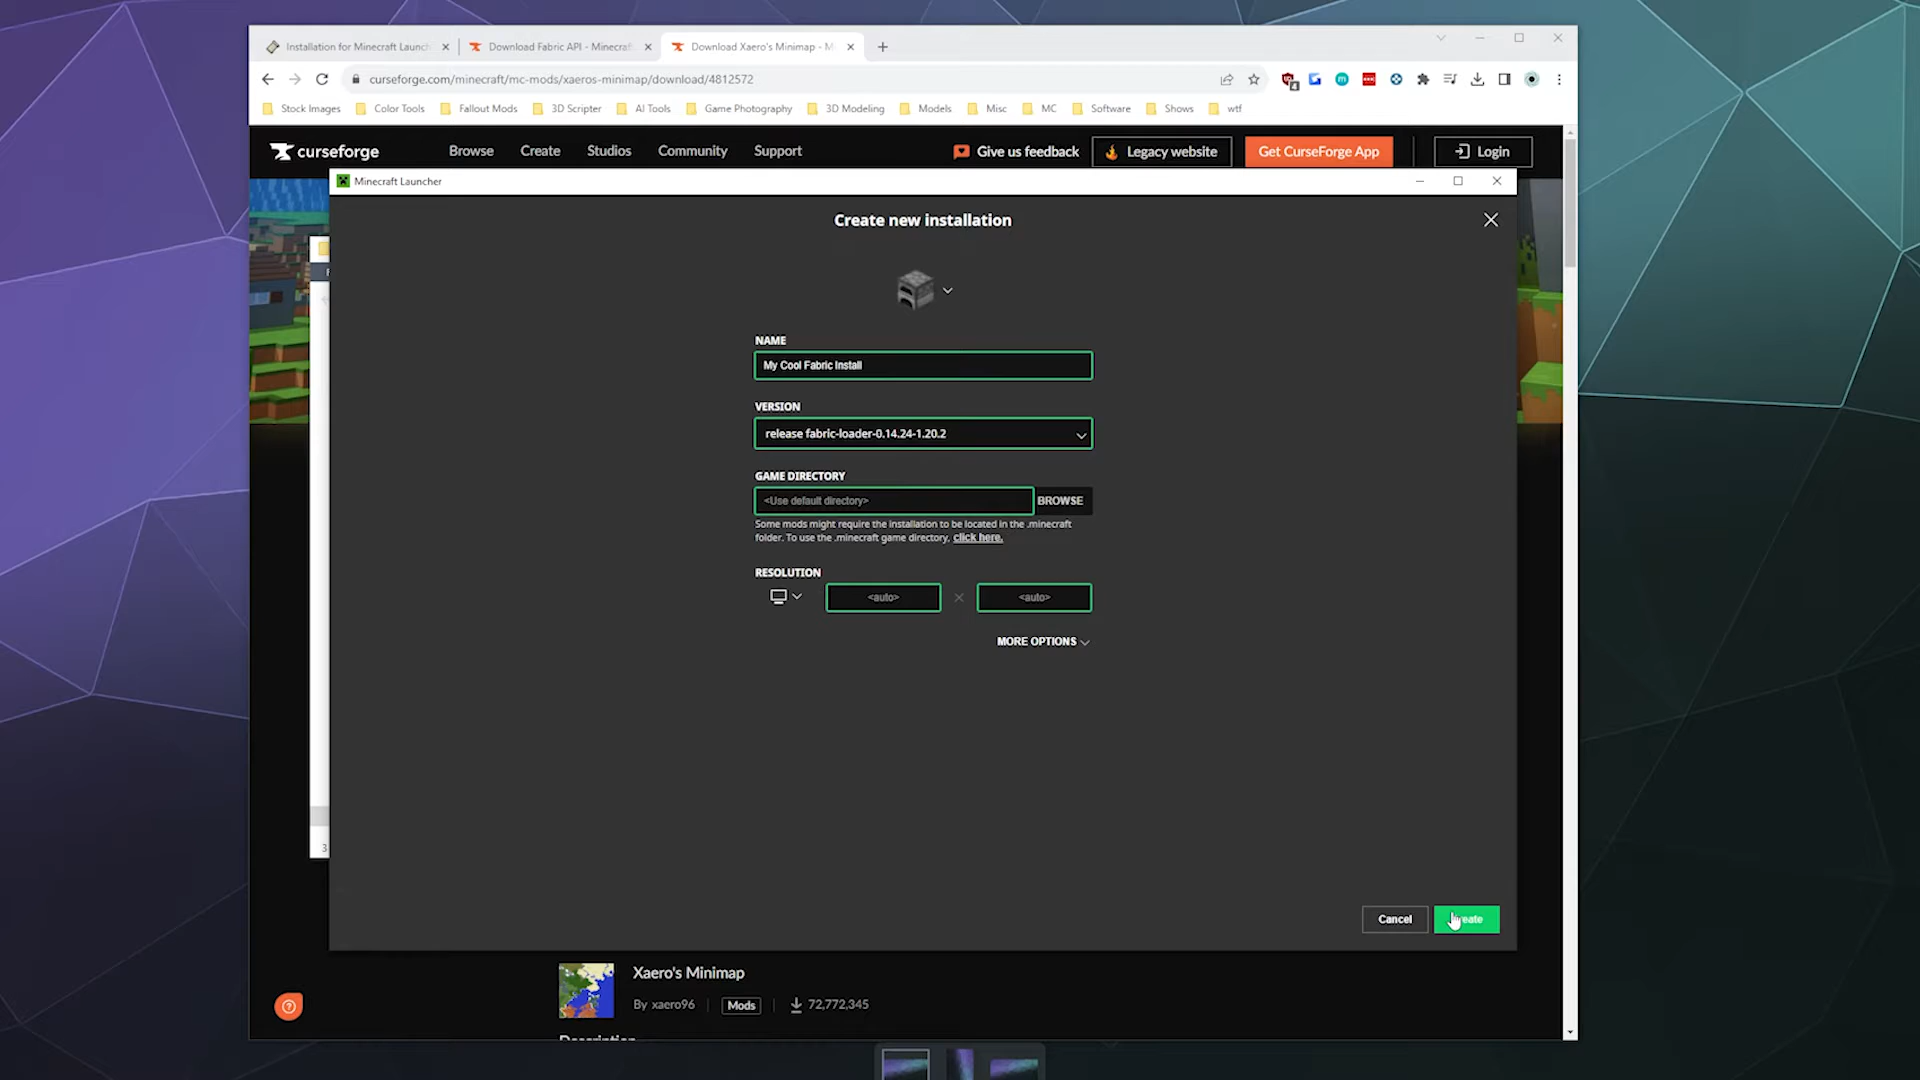 Installation for Minecraft Launch
Download Fabric API - Minecraft
Download Xaero's Minimap - M
curseforge.com/minecraft/mc-mods/xaeros-minimap/download/4812572
Stock Images
Color Tools
Fallout Mods
3D Scripter
AI Tools
Game Photography
3D Modeling
Models
Misc
MC
Software
Shows
wtf
curseforge
Browse
Create
Studios
Community
Support
Give us feedback
Legacy website
Get CurseForge App
Login
Minecraft Launcher
Create new installation
NAME
My Cool Fabric Install
VERSION
release fabric-loader-0.14.24-1.20.2
GAME DIRECTORY
<Use default directory>
BROWSE
Some mods might require the installation to be located in the .minecraft
folder. To use the .minecraft game directory, click here.
RESOLUTION
<auto>
<auto>
MORE OPTIONS
3
Cancel
Create
Xaero's Minimap
By xaero96
Mods
72,772,345
Description